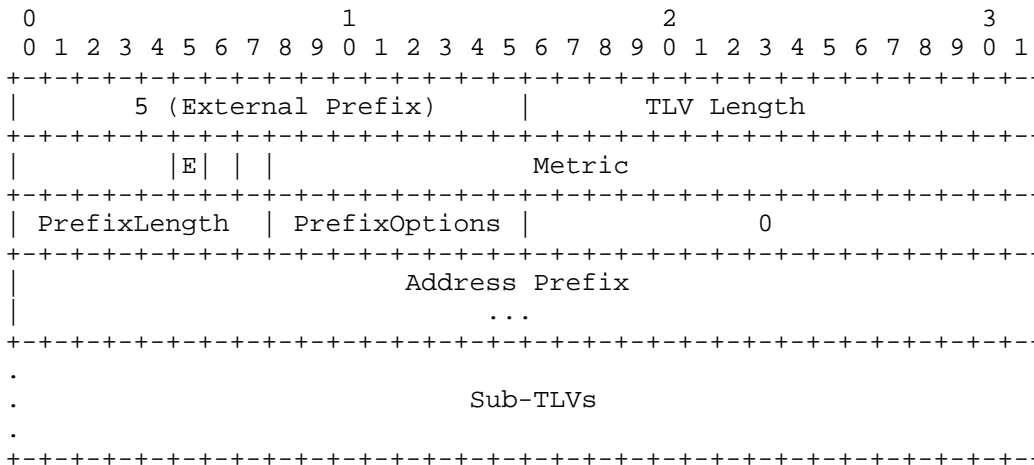 0                   1                   2                   3
 0 1 2 3 4 5 6 7 8 9 0 1 2 3 4 5 6 7 8 9 0 1 2 3 4 5 6 7 8 9 0 1
+-+-+-+-+-+-+-+-+-+-+-+-+-+-+-+-+-+-+-+-+-+-+-+-+-+-+-+-+-+-+-+-
|       5 (External Prefix)     |       TLV Length
+-+-+-+-+-+-+-+-+-+-+-+-+-+-+-+-+-+-+-+-+-+-+-+-+-+-+-+-+-+-+-+-
|         |E| | |                Metric
+-+-+-+-+-+-+-+-+-+-+-+-+-+-+-+-+-+-+-+-+-+-+-+-+-+-+-+-+-+-+-+-
| PrefixLength  | PrefixOptions |              0
+-+-+-+-+-+-+-+-+-+-+-+-+-+-+-+-+-+-+-+-+-+-+-+-+-+-+-+-+-+-+-+-
|                        Address Prefix
|                             ...
+-+-+-+-+-+-+-+-+-+-+-+-+-+-+-+-+-+-+-+-+-+-+-+-+-+-+-+-+-+-+-+-
.
.                            Sub-TLVs
.
+-+-+-+-+-+-+-+-+-+-+-+-+-+-+-+-+-+-+-+-+-+-+-+-+-+-+-+-+-+-+-+-